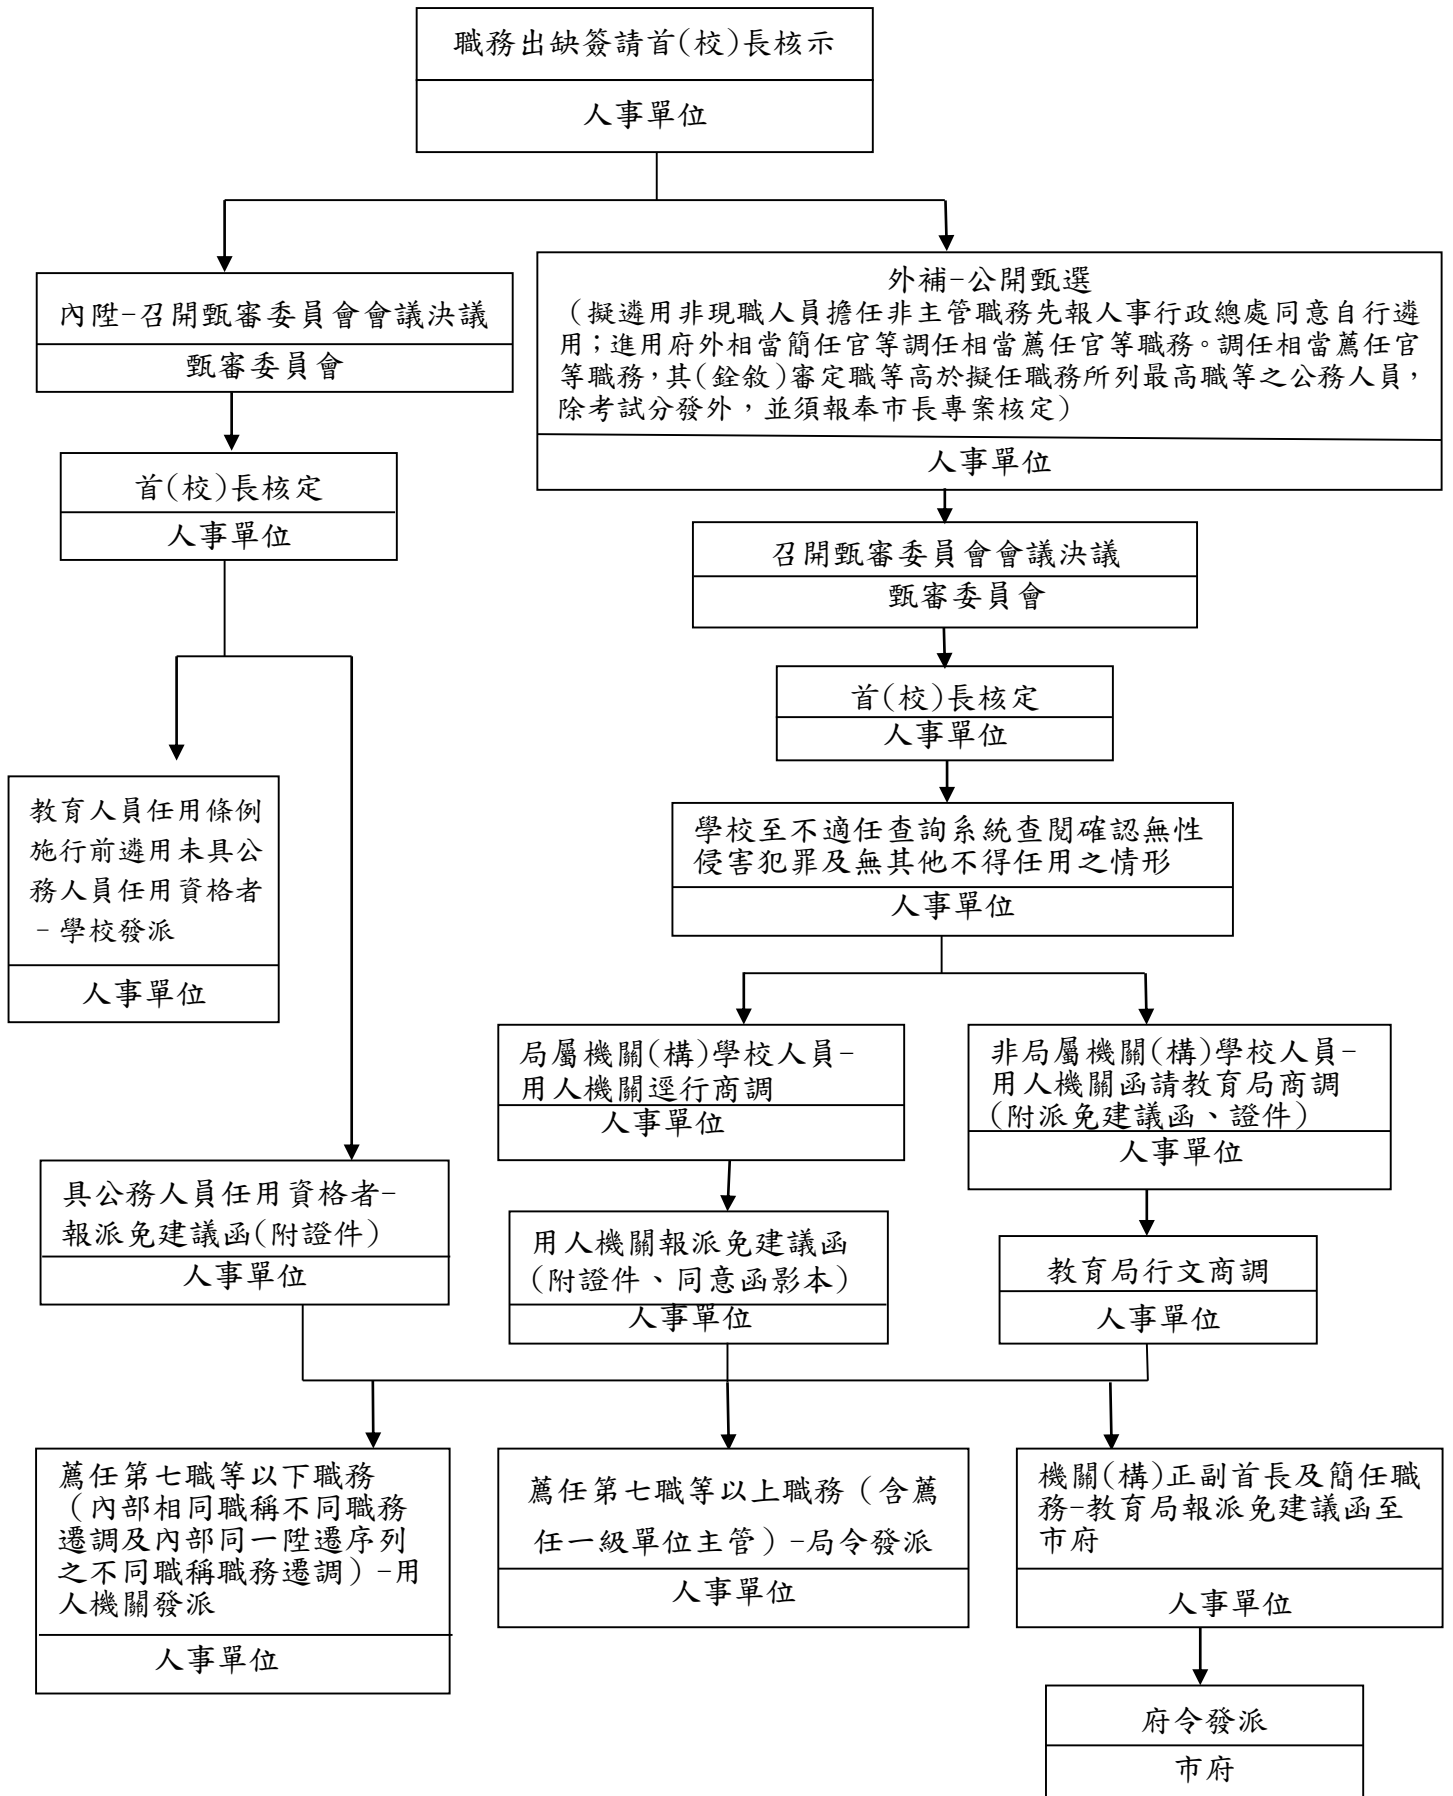 職務出缺簽請首(校)長核示
人事單位
內陞-召開甄審委員會會議決議
甄審委員會
外補-公開甄選
（擬遴用非現職人員擔任非主管職務先報人事行政總處同意自行遴
用；進用府外相當簡任官等調任相當薦任官等職務。調任相當薦任官
等職務，其(銓敘)審定職等高於擬任職務所列最高職等之公務人員，
除考試分發外，並須報奉市長專案核定）
人事單位
首(校)長核定
人事單位
召開甄審委員會會議決議
甄審委員會
首(校)長核定
人事單位
教育人員任用條例
施行前遴用未具公
務人員任用資格者
-學校發派
人事單位
學校至不適任查詢系統查閱確認無性
侵害犯罪及無其他不得任用之情形
人事單位
局屬機關(構)學校人員-
用人機關逕行商調
人事單位
非局屬機關(構)學校人員-
用人機關函請教育局商調
(附派免建議函、證件)
人事單位
具公務人員任用資格者-
報派免建議函(附證件)
人事單位
用人機關報派免建議函
(附證件、同意函影本)
人事單位
教育局行文商調
人事單位
薦任第七職等以下職務
（內部相同職稱不同職務
遷調及內部同一陞遷序列
之不同職稱職務遷調）-用
人機關發派
人事單位
薦任第七職等以上職務（含薦
任一級單位主管）-局令發派
人事單位
機關(構)正副首長及簡任職
務-教育局報派免建議函至
市府
人事單位
府令發派
市府